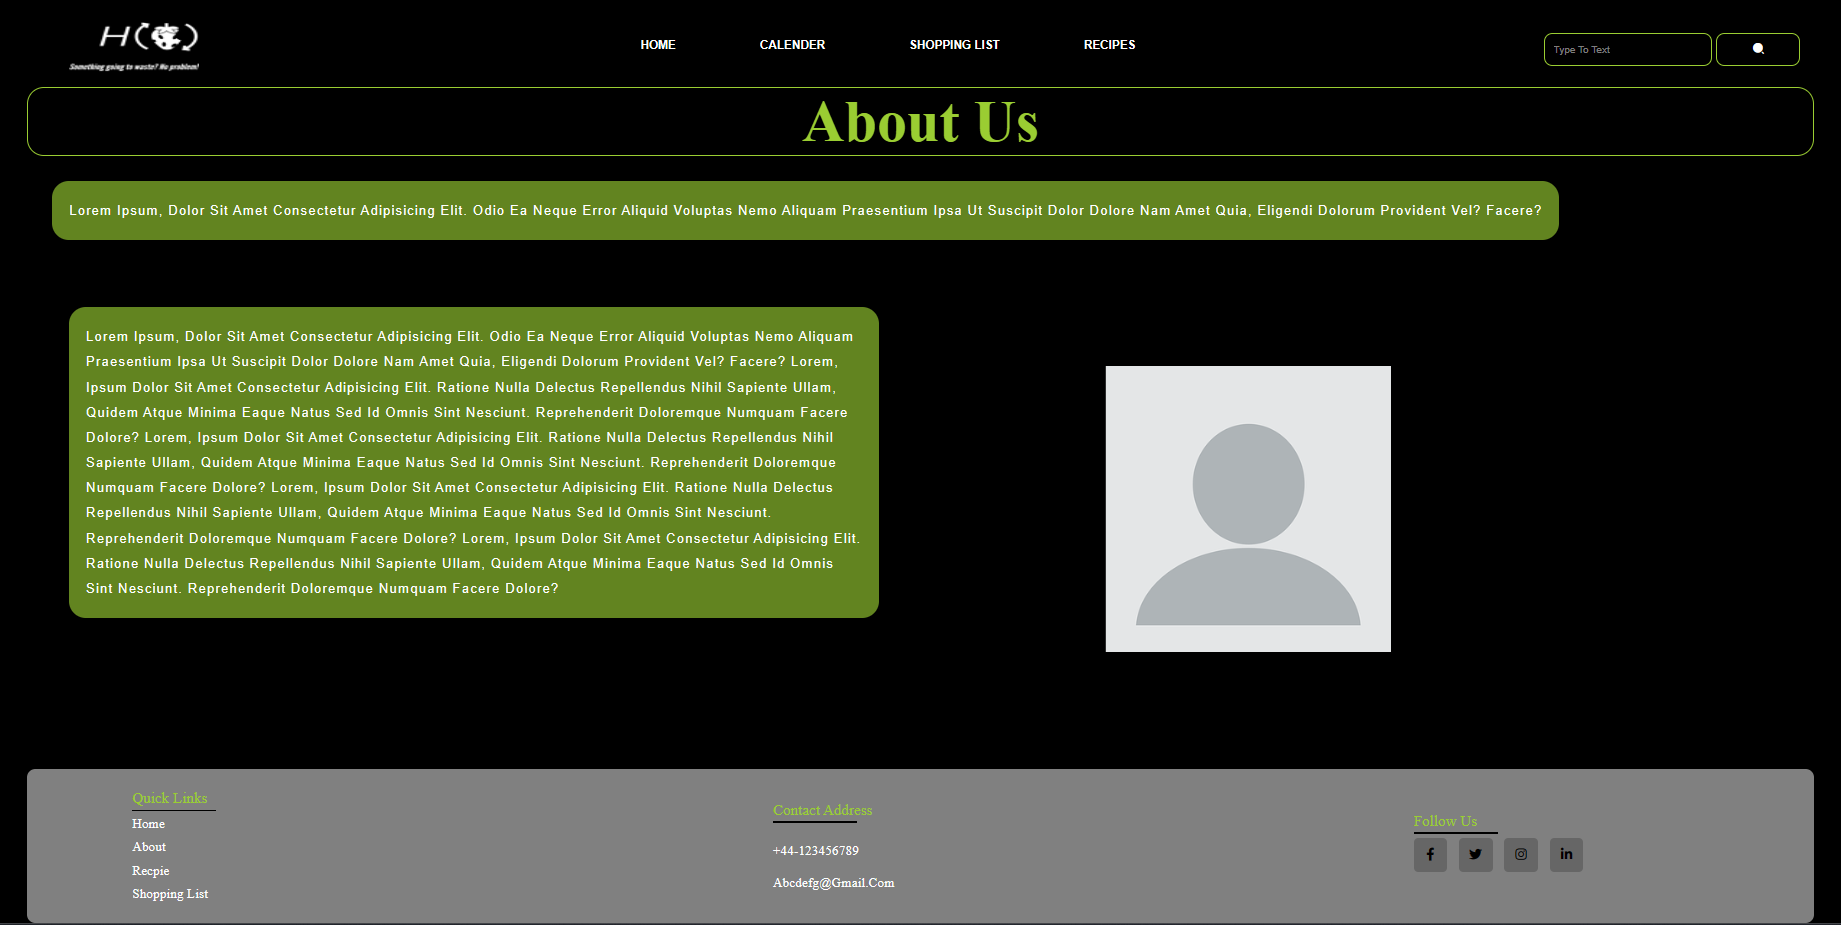 H
Something going to waste? No problem!
HOME
CALENDER
SHOPPING LIST
RECIPES
Type To Text
About Us
Lorem Ipsum, Dolor Sit Amet Consectetur Adipisicing Elit. Odio Ea Neque Error Aliquid Voluptas Nemo Aliquam Praesentium Ipsa Ut Suscipit Dolor Dolore Nam Amet Quia, Eligendi Dolorum Provident Vel? Facere?
Lorem Ipsum, Dolor Sit Amet Consectetur Adipisicing Elit. Odio Ea Neque Error Aliquid Voluptas Nemo Aliquam
Praesentium Ipsa Ut Suscipit Dolor Dolore Nam Amet Quia, Eligendi Dolorum Provident Vel? Facere? Lorem,
Ipsum Dolor Sit Amet Consectetur Adipisicing Elit. Ratione Nulla Delectus Repellendus Nihil Sapiente Ullam,
Quidem Atque Minima Eaque Natus Sed Id Omnis Sint Nesciunt. Reprehenderit Doloremque Numquam Facere
Dolore? Lorem, Ipsum Dolor Sit Amet Consectetur Adipisicing Elit. Ratione Nulla Delectus Repellendus Nihil
Sapiente Ullam, Quidem Atque Minima Eaque Natus Sed Id Omnis Sint Nesciunt. Reprehenderit Doloremque
Numquam Facere Dolore? Lorem, Ipsum Dolor Sit Amet Consectetur Adipisicing Elit. Ratione Nulla Delectus
Repellendus Nihil Sapiente Ullam, Quidem Atque Minima Eaque Natus Sed Id Omnis Sint Nesciunt.
Reprehenderit Doloremque Numquam Facere Dolore? Lorem, Ipsum Dolor Sit Amet Consectetur Adipisicing Elit.
Ratione Nulla Delectus Repellendus Nihil Sapiente Ullam, Quidem Atque Minima Eaque Natus Sed Id Omnis
Sint Nesciunt. Reprehenderit Doloremque Numquam Facere Dolore?
Quick Links
Home
About
Recpie
Shopping List
Contact Address
+44-123456789
Abcdefg@Gmail.Com
Follow Us